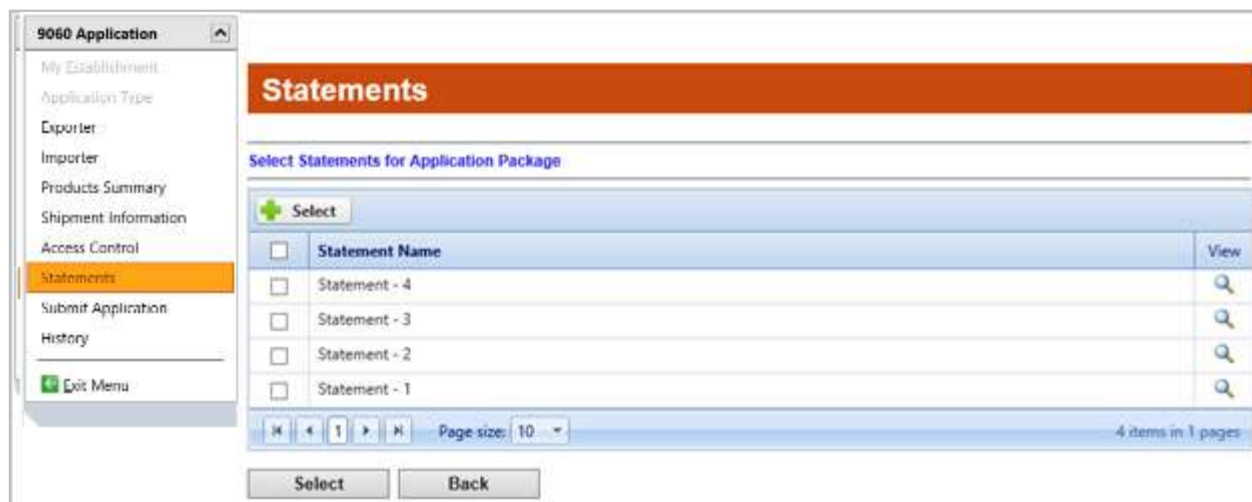 9060 Application
My Establishment
Application Type
Exporter
Importer
Products Summary
Shipment Information
Access Control
Statements
Submit Application
History
Exit Menu
Statements
Select Statements for Application Package
Select
Statement Name View
Statement - 4
Statement - 3
Statement - 2
Statement - 1
1 Page size: 10 4 items in 1 pages
Select Back